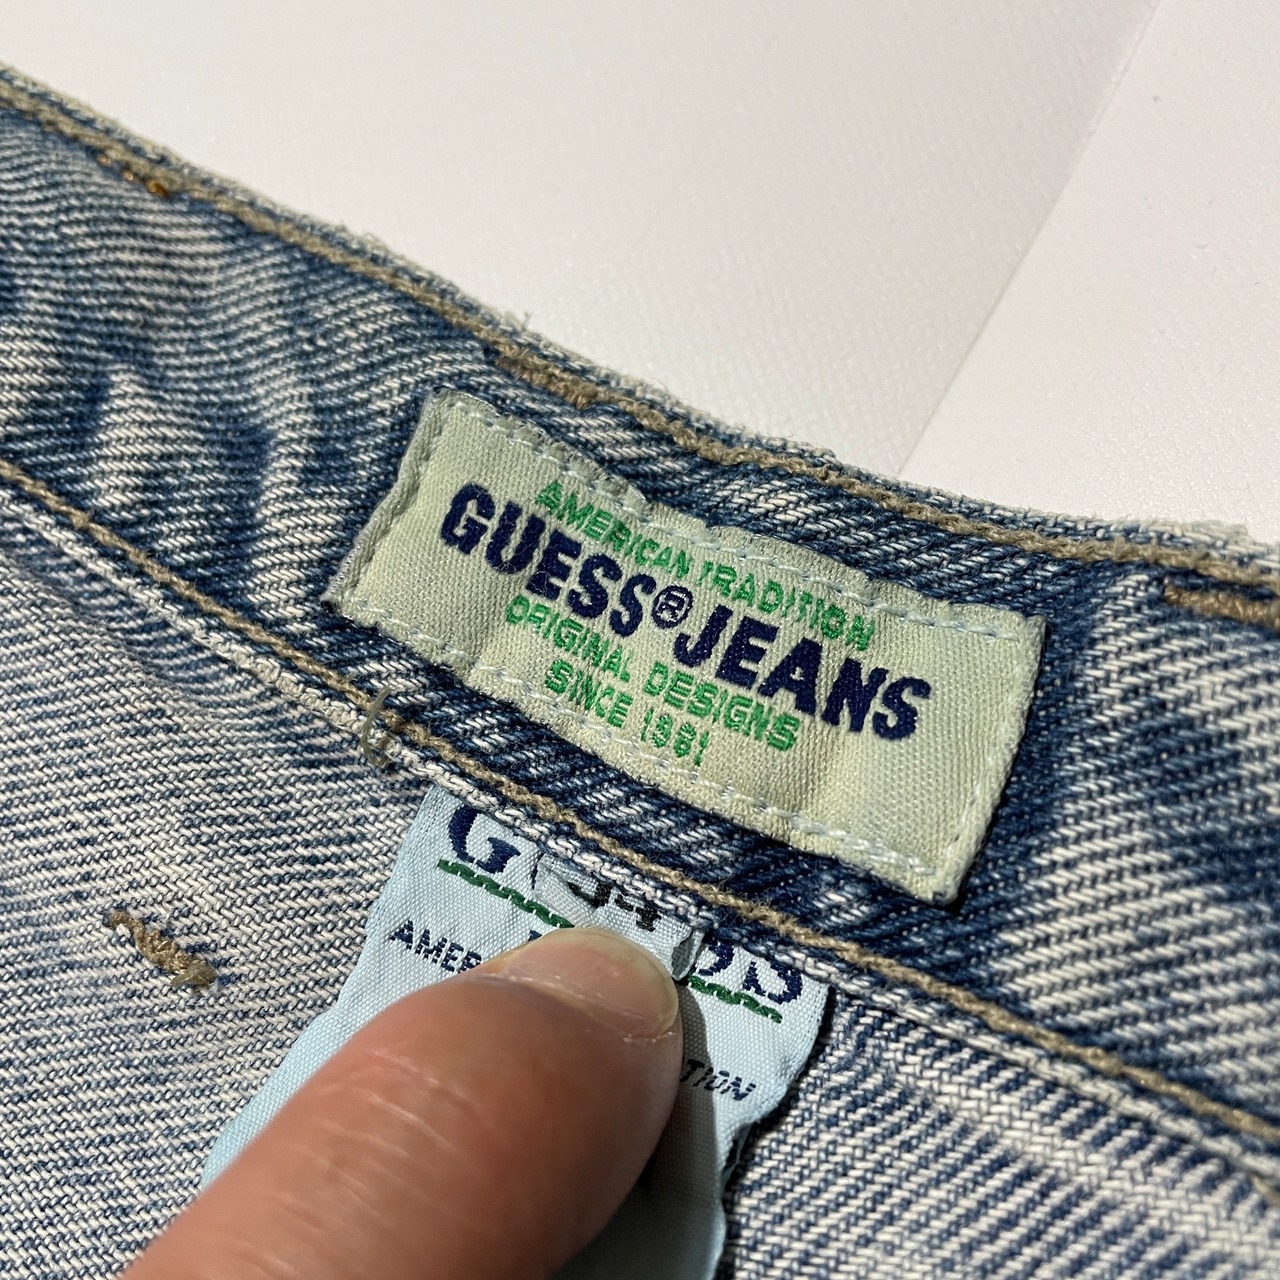 AMERICAN TRADITION
GUESS® JEANS
ORIGINAL DESIGNS
SINCE 1981
G
34